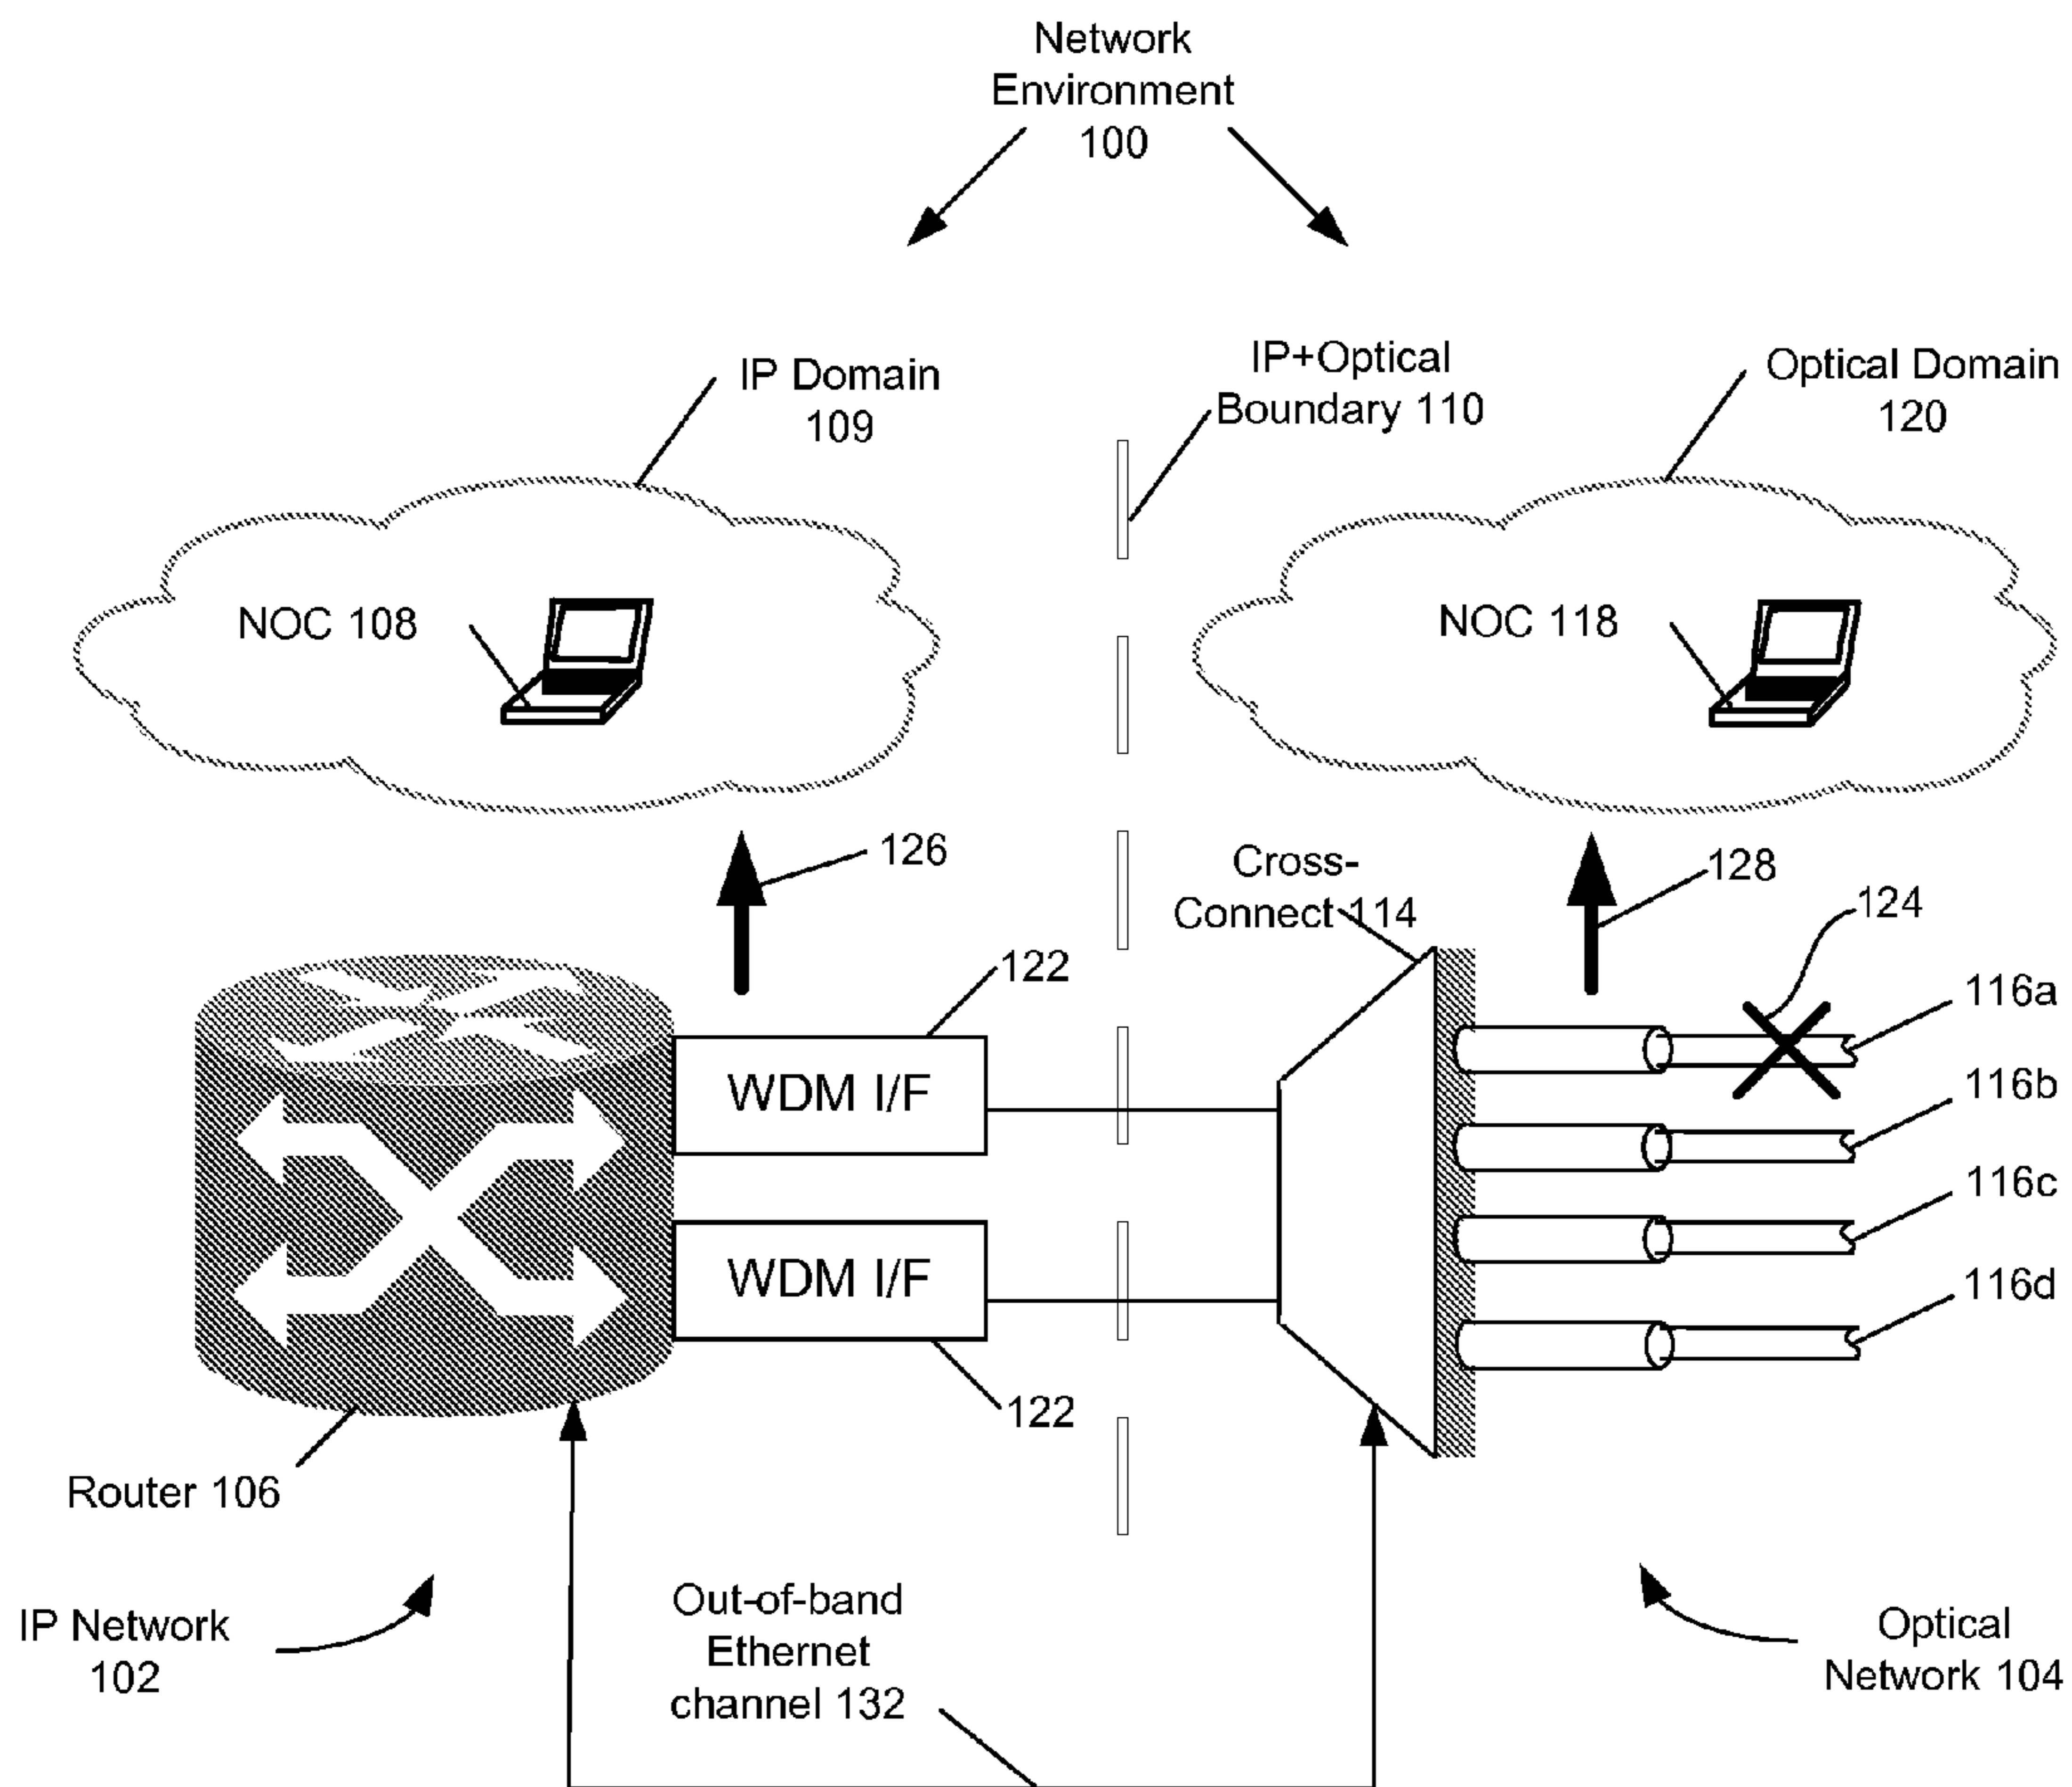 Network
Environment
100
IP Domain
109
IP+Optical
Boundary 110
Optical Domain
120
NOC 108
NOC 118
126
Cross-
Connect 114
128
124
122
116a
WDM I/F
116b
116c
WDM I/F
116d
122
Router 106
IP Network
102
Out-of-band
Ethernet
channel 132
Optical
Network 104